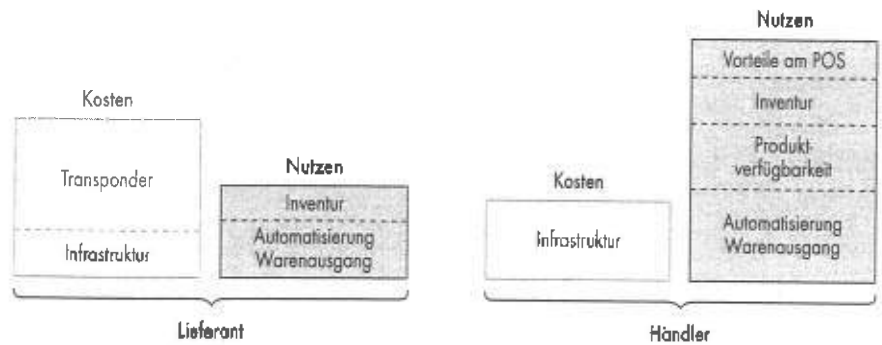 Kosten
Transponder
Infrastruktur
Nutzen
Inventur
Automatisierung
Warenausgang
Lieferant
Kosten
Infrastruktur
Nutzen
Vorteile am POS
Inventur
Produkt-
verfügbarkeit
Automatisierung
Warenausgang
Händler